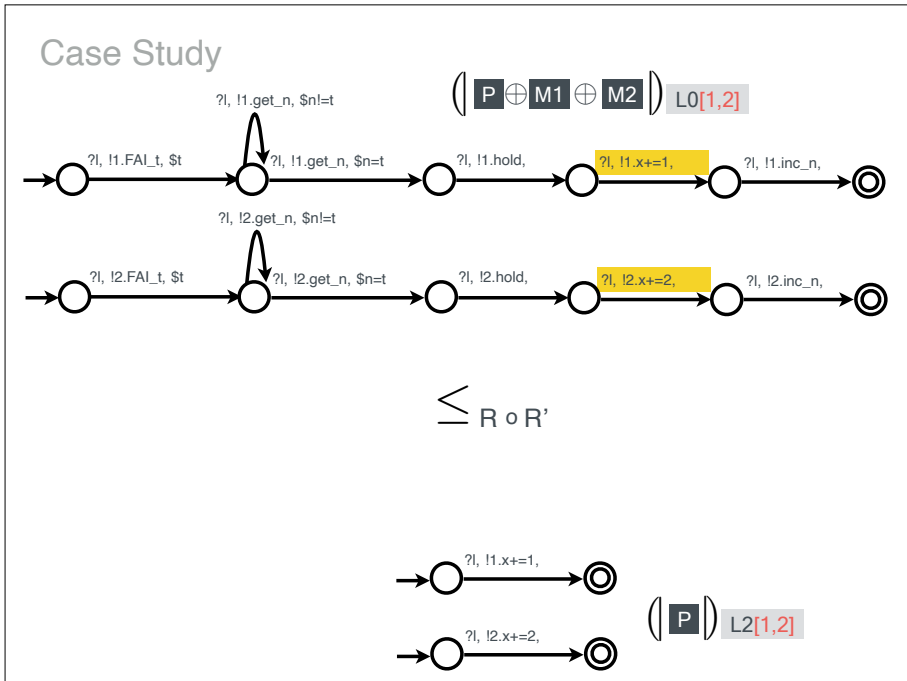 Case Study
(| P ⊕ M1 ⊕ M2 |) L0[1,2]
?l, !1.get_n, $n!=t
?l, !1.FAI_t, $t
?l, !1.get_n, $n=t
?l, !1.hold,
?l, !1.x+=1,
?l, !1.inc_n,
?l, !2.get_n, $n!=t
?l, !2.FAI_t, $t
?l, !2.get_n, $n=t
?l, !2.hold,
?l, !2.x+=2,
?l, !2.inc_n,
≤ R o R’
?l, !1.x+=1,
(| P |) L2[1,2]
?l, !2.x+=2,